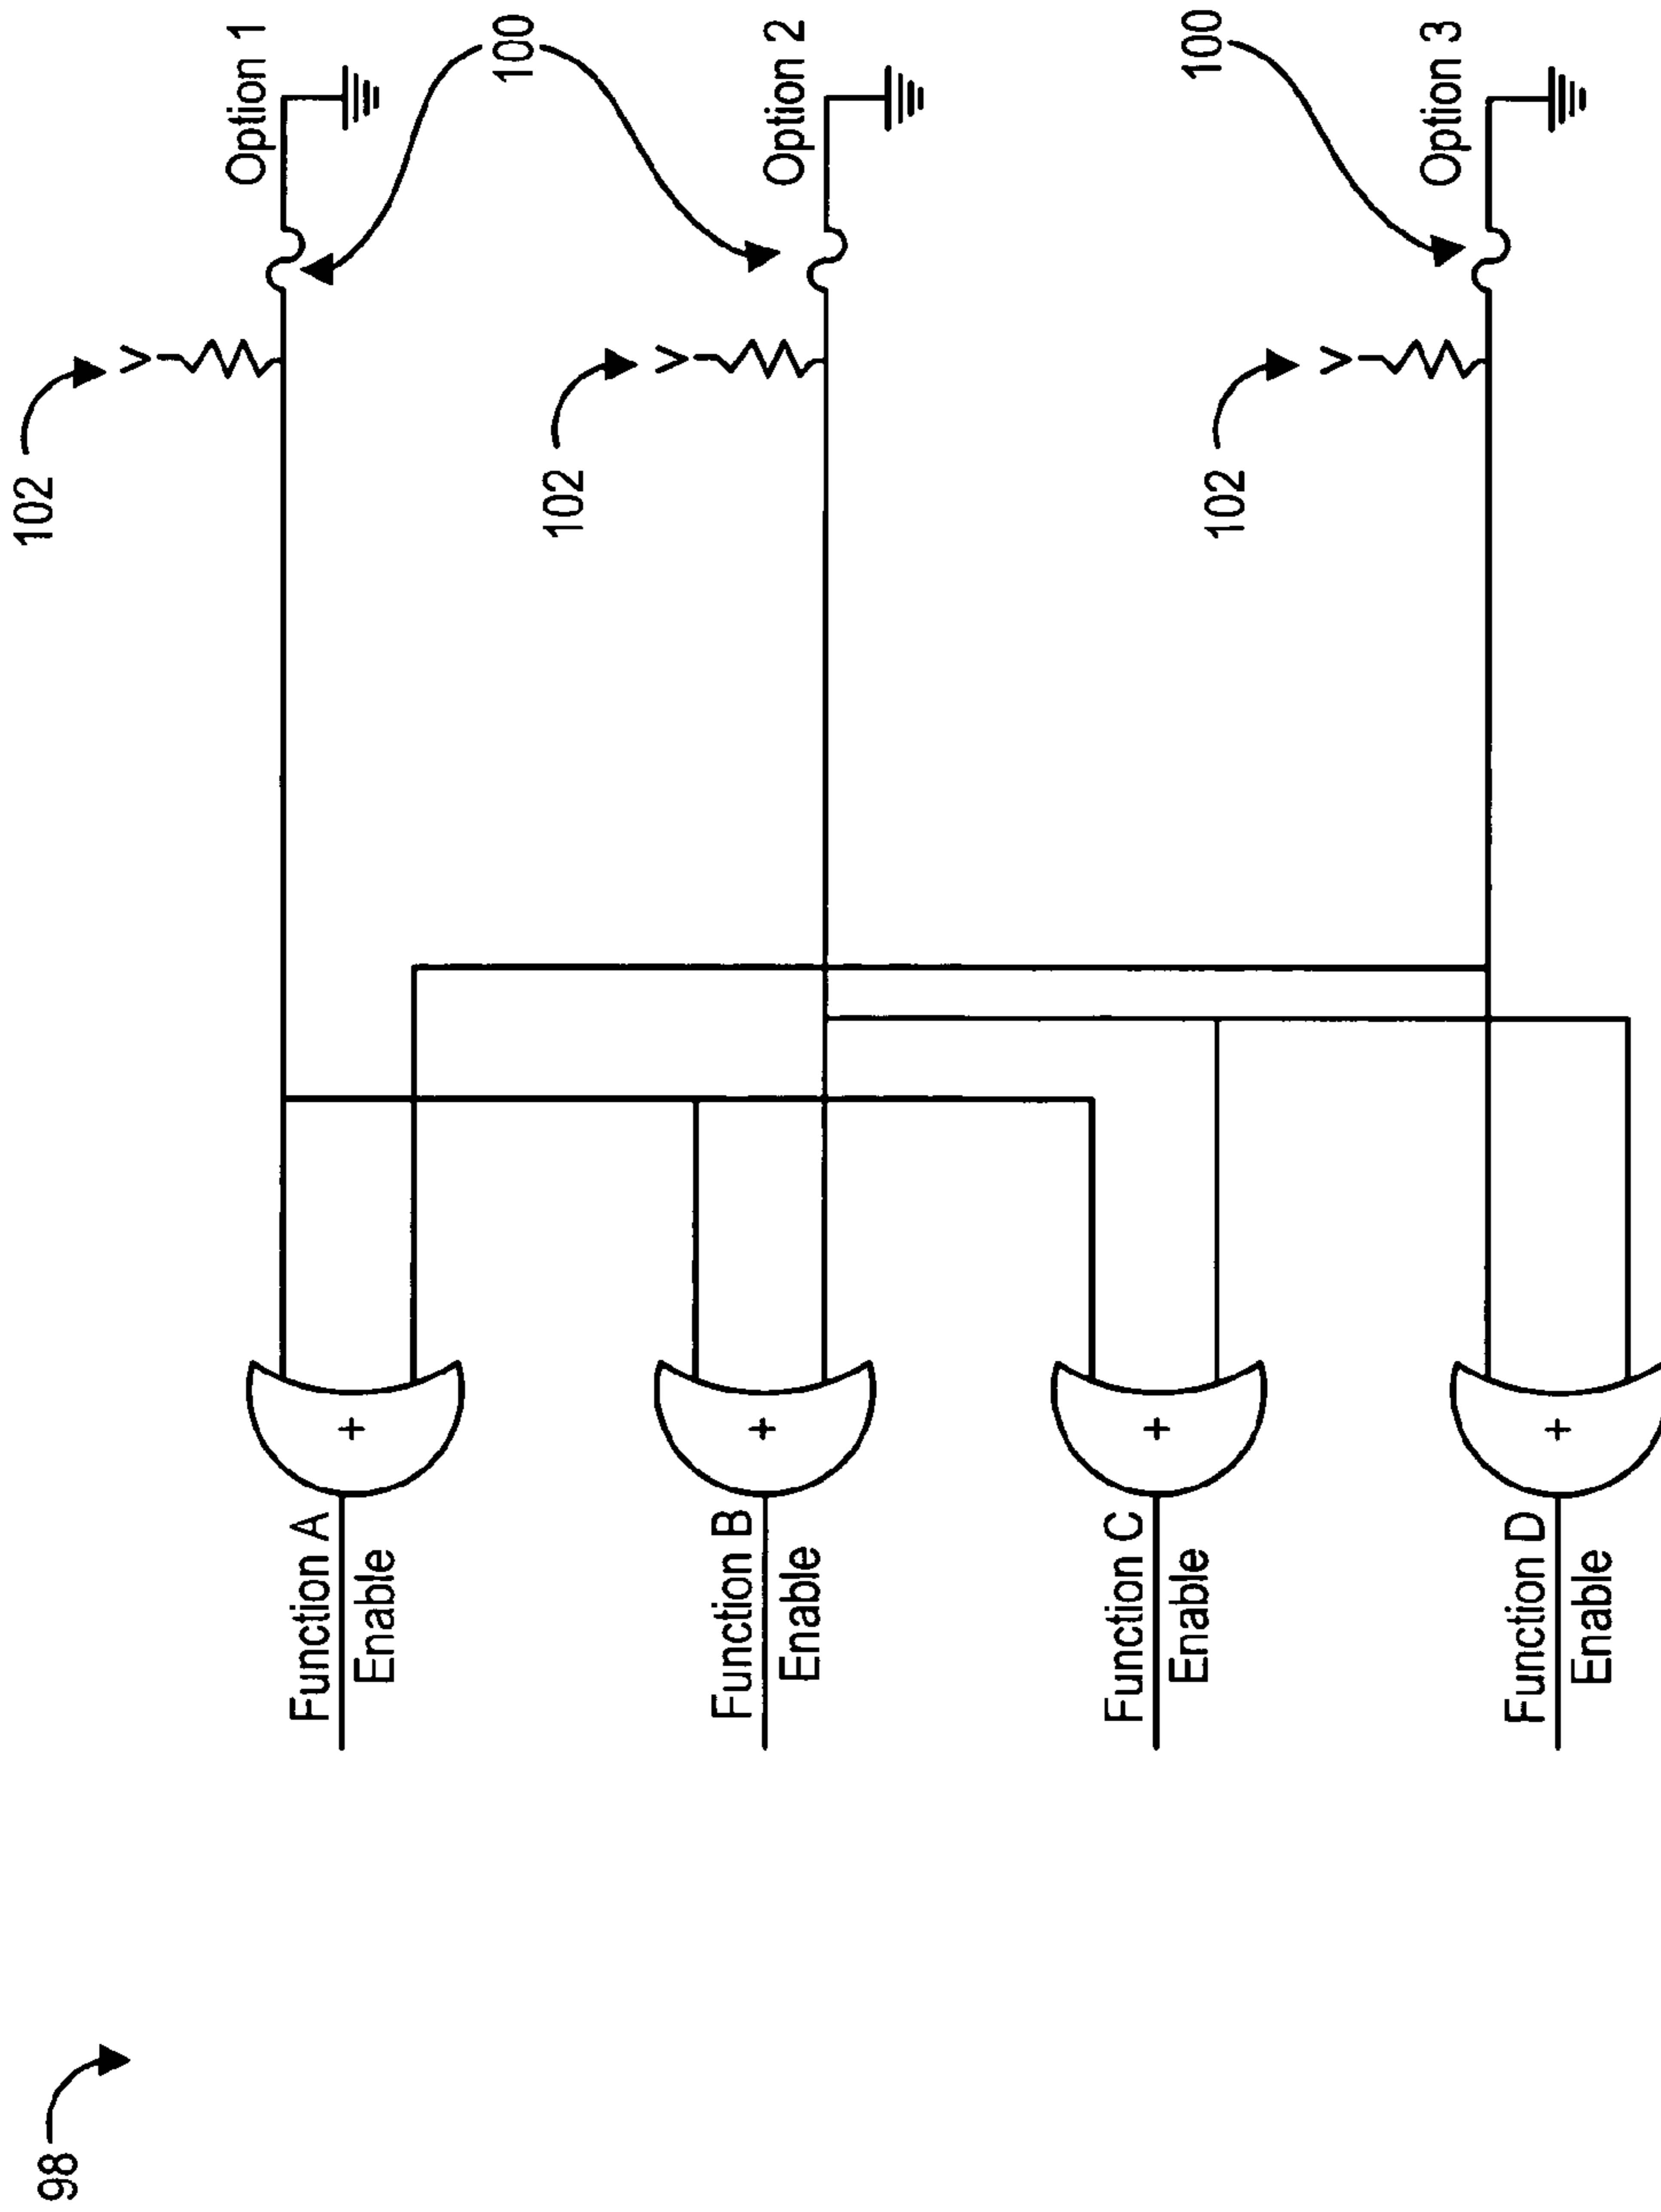 98
Function A
Enable
Function B
Enable
Function C
Enable
Function D
Enable
+
+
+
+
102
102
102
V
V
V
100
100
Option 1
Option 2
Option 3